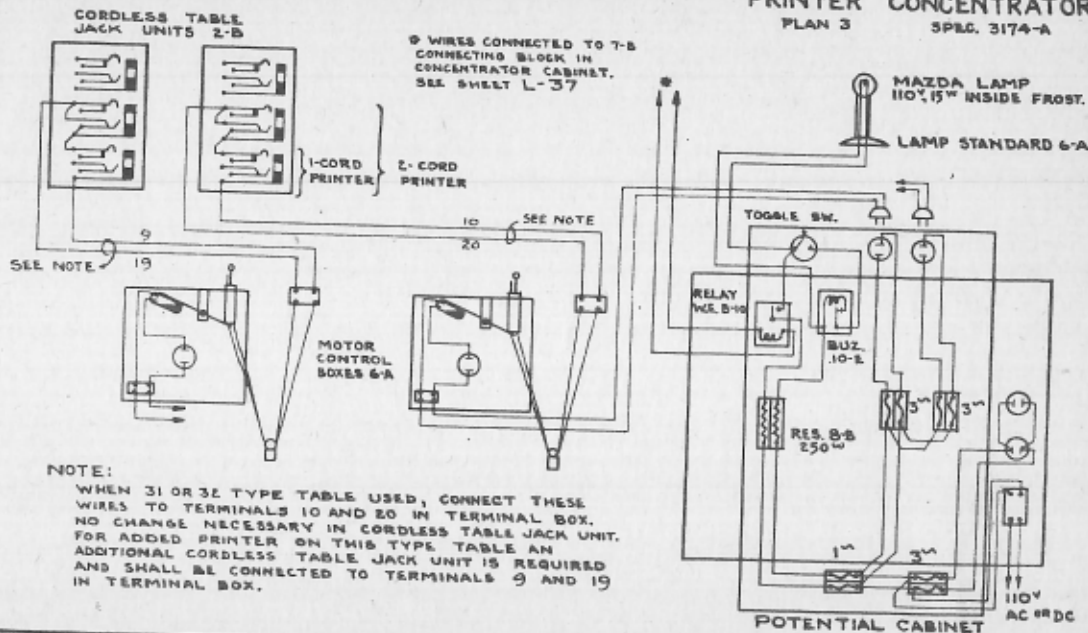 PRINTER CONCENTRATOR
PLAN 3 SPEC. 3174-A
CORDLESS TABLE
JACK UNITS 2-B
* WIRES CONNECTED TO 7-B
CONNECTING BLOCK IN
CONCENTRATOR CABINET.
SEE SHEET L-37
*
MAZDA LAMP
110V, 15W INSIDE FROST.
LAMP STANDARD 6-A
1-CORD
PRINTER
2-CORD
PRINTER
TOGGLE SW.
9
19
SEE NOTE
10
20
SEE NOTE
RELAY
W.E. B-10
BUZ.
10-E
MOTOR
CONTROL
BOXES 6-A
3~
3~
RES. 8-B
250~
NOTE:
WHEN 31 OR 32 TYPE TABLE USED, CONNECT THESE
WIRES TO TERMINALS 10 AND 20 IN TERMINAL BOX.
NO CHANGE NECESSARY IN CORDLESS TABLE JACK UNIT.
FOR ADDED PRINTER ON THIS TYPE TABLE AN
ADDITIONAL CORDLESS TABLE JACK UNIT IS REQUIRED
AND SHALL BE CONNECTED TO TERMINALS 9 AND 19
IN TERMINAL BOX.
1~
3~
110V
AC OR DC
POTENTIAL CABINET